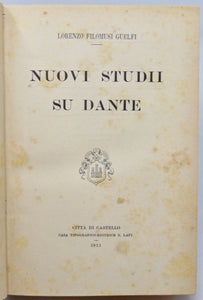 LORENZO FILOMUSI GUELFI
NUOVI STUDII
SU DANTE
CITTÀ DI CASTELLO
CASA TIPOGRAFICO-EDITRICE S. LAPI
1911